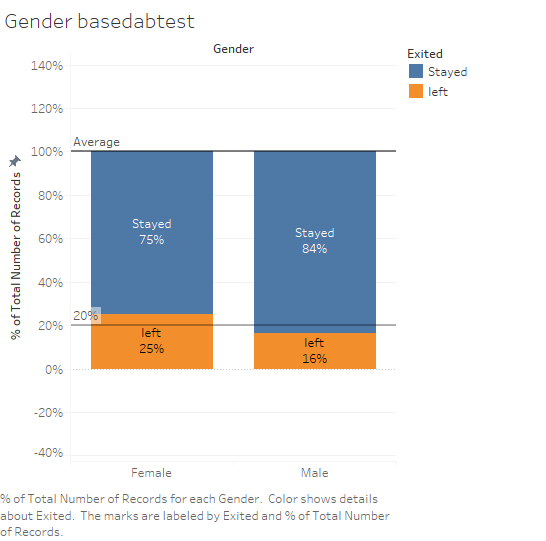 Gender basedabtest
Gender
Exited
Stayed
left
140%
120%
Average
100%
80%
60%
40%
20%
0%
-20%
-40%
% of Total Number of Records
Stayed
75%
Stayed
84%
20%
left
25%
left
16%
Female
Male
% of Total Number of Records for each Gender.  Color shows details
about Exited.  The marks are labeled by Exited and % of Total Number
of Records.